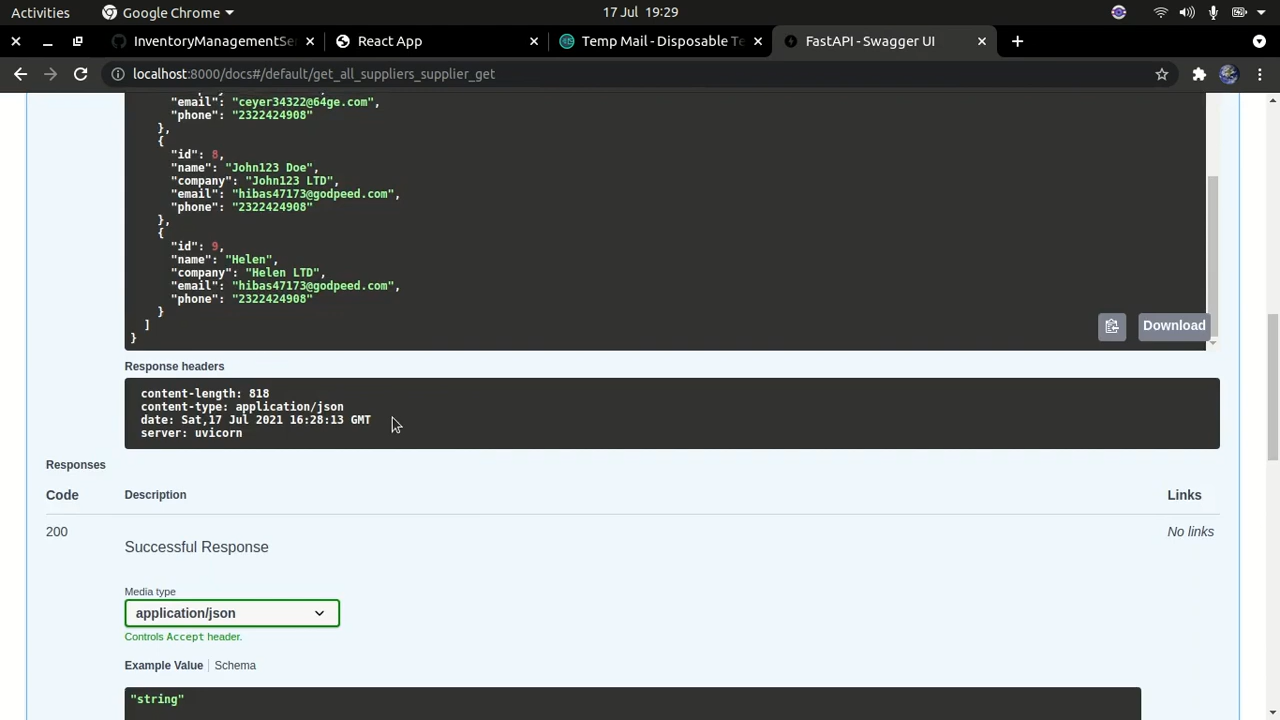 Activities
Google Chrome
17 Jul 19:29
InventoryManagementSe
React App
Temp Mail - Disposable Te
FastAPI - Swagger UI
localhost:8000/docs#/default/get_all_suppliers_supplier_get
"email": "ceyer34322@64ge.com",
"phone": "2322424908"
},
{
"id": 8,
"name": "John123 Doe",
"company": "John123 LTD",
"email": "hibas47173@godpeed.com",
"phone": "2322424908"
},
{
"id": 9,
"name": "Helen",
"company": "Helen LTD",
"email": "hibas47173@godpeed.com",
"phone": "2322424908"
}
]
}
Download
Response headers
content-length: 818
content-type: application/json
date: Sat,17 Jul 2021 16:28:13 GMT
server: uvicorn
Responses
Code Description Links
200 Successful Response No links
Media type
application/json
Controls Accept header.
Example Value Schema
"string"